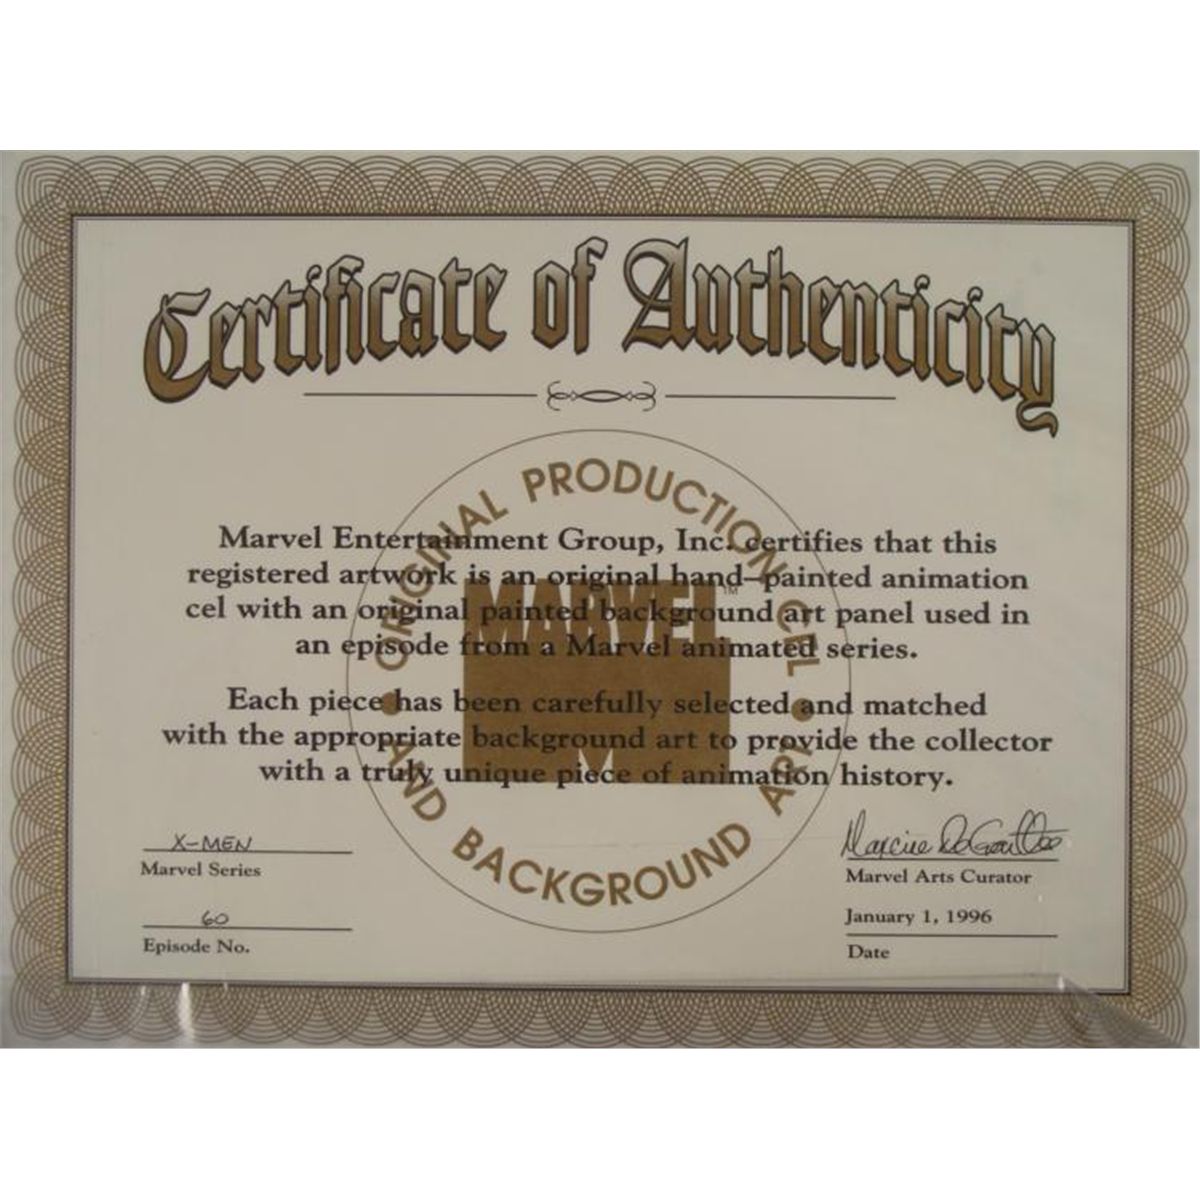 Certificate of Authenticity
ORIGINAL PRODUCTION CEL
AND BACKGROUND ART
MARVEL™
Marvel Entertainment Group, Inc. certifies that this
registered artwork is an original hand–painted animation
cel with an original painted background art panel used in
an episode from a Marvel animated series.
Each piece has been carefully selected and matched
with the appropriate background art to provide the collector
with a truly unique piece of animation history.
X-MEN
Marvel Series
60
Episode No.
Marvel Arts Curator
January 1, 1996
Date